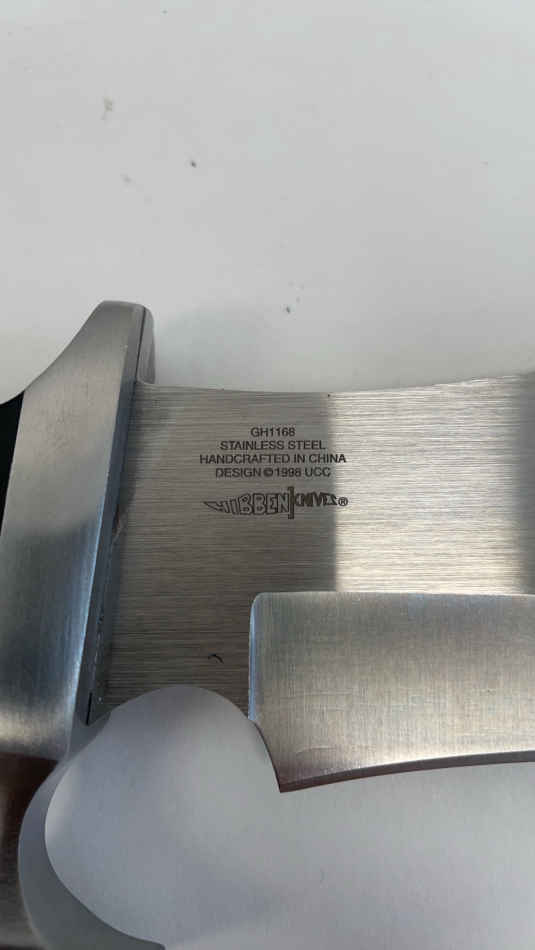 GH1168
STAINLESS STEEL
HANDCRAFTED IN CHINA
DESIGN © 1998 UCC
HIBBEN KNIVES®